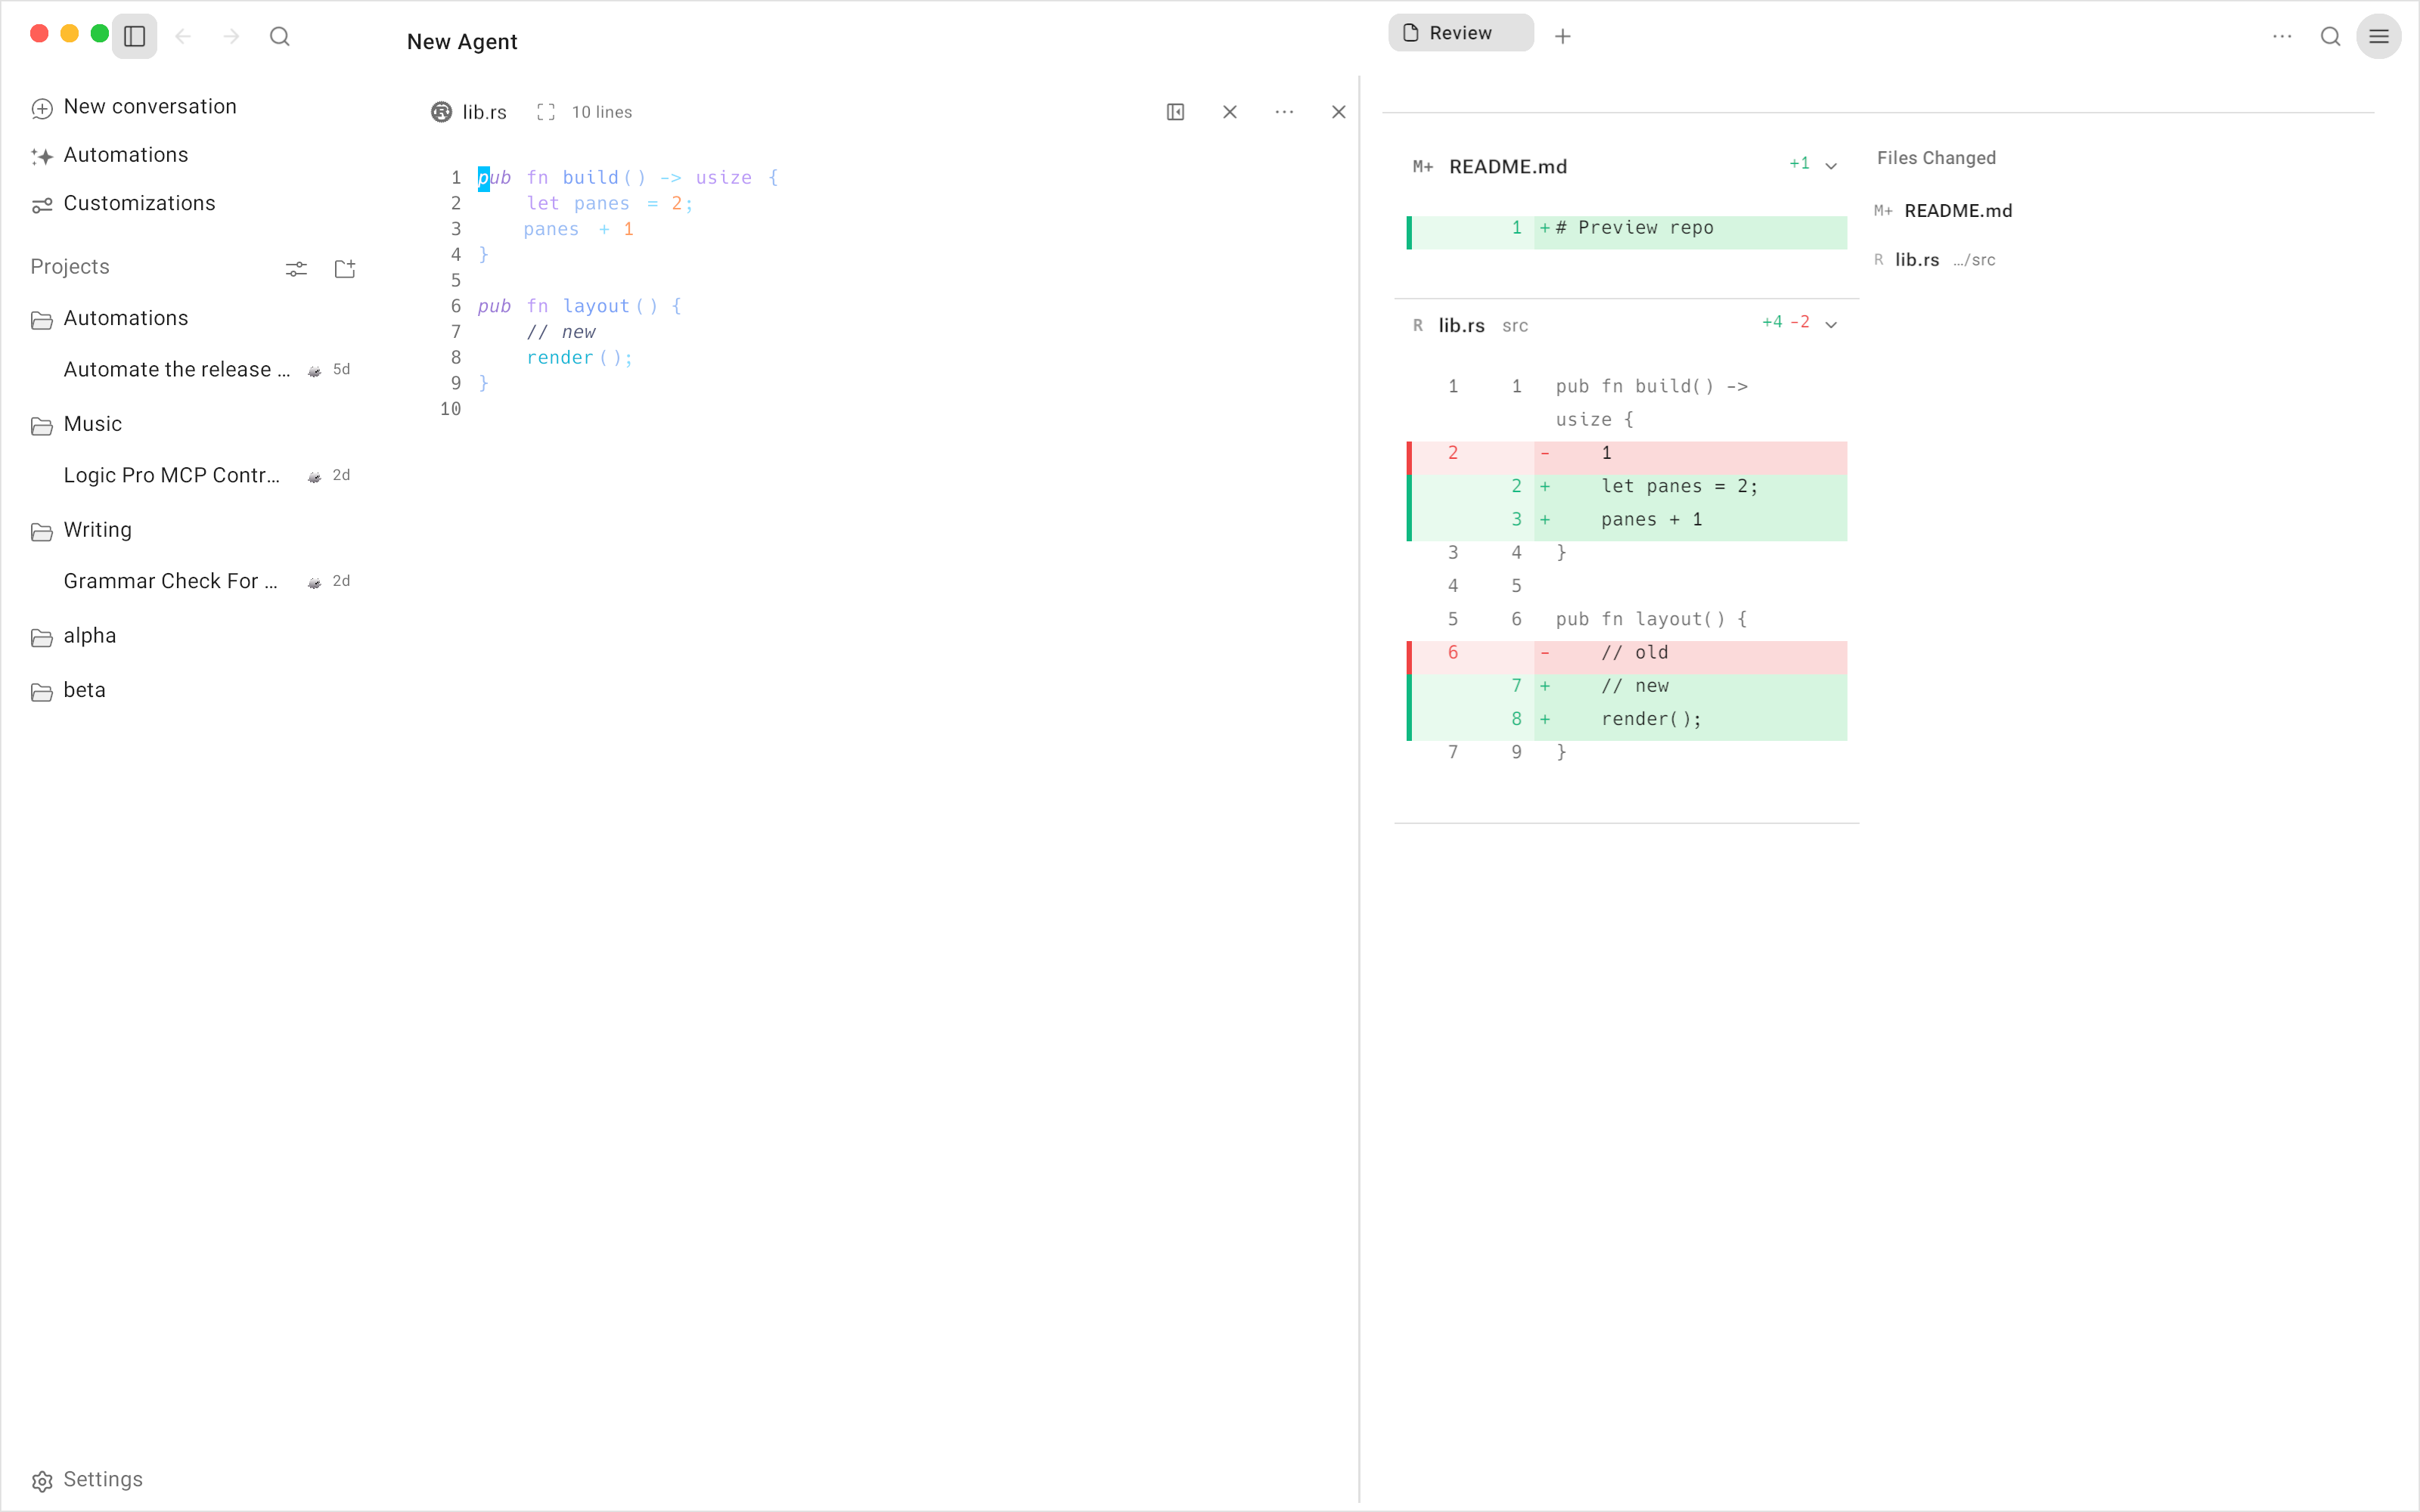 New Agent
Review
New conversation
Automations
Customizations
Projects
Automations
Automate the release ... 5d
Music
Logic Pro MCP Contr... 2d
Writing
Grammar Check For ... 2d
alpha
beta
Settings
lib.rs 10 lines
1 pub fn build() -> usize {
2     let panes = 2;
3     panes + 1
4 }
5
6 pub fn layout() {
7     // new
8     render();
9 }
10
M+ README.md +1
1 + # Preview repo
R lib.rs src +4 -2
1 1 pub fn build() ->
usize {
2 -     1
2 +     let panes = 2;
3 +     panes + 1
3 4 }
4 5
5 6 pub fn layout() {
6 -     // old
7 +     // new
8 +     render();
7 9 }
Files Changed
M+ README.md
R lib.rs .../src